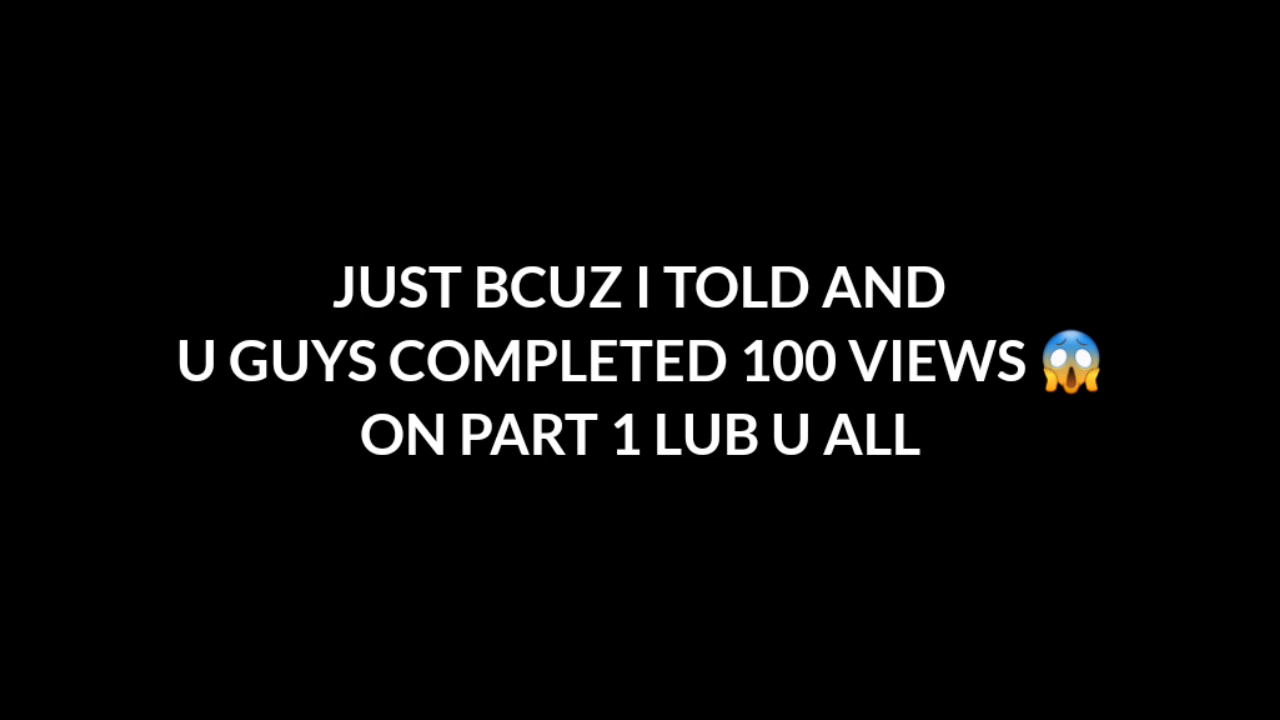 JUST BCUZ I TOLD AND
U GUYS COMPLETED 100 VIEWS 😱
ON PART 1 LUB U ALL